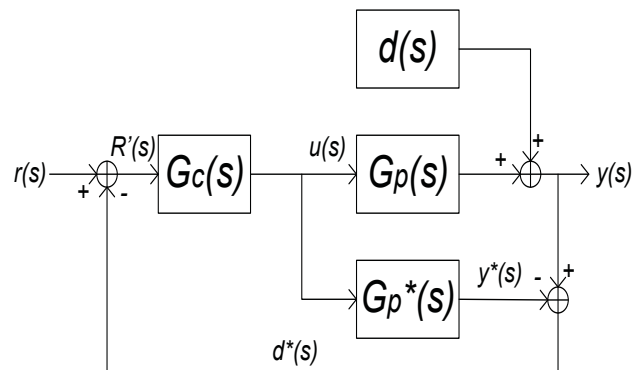 d(s)
R'(s)
u(s)
+
r(s)
Gc(s)
+
Gp(s)
y(s)
+
-
y*(s)
-
+
Gp*(s)
d*(s)